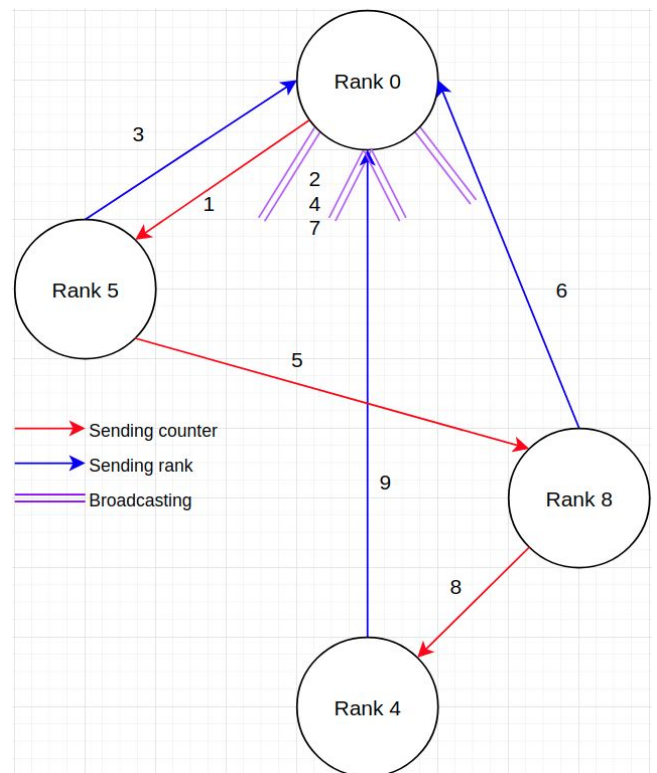 Rank 0
3
2
1
4
7
Rank 5
6
5
Sending counter
Sending rank
9
Broadcasting
Rank 8
8
Rank 4